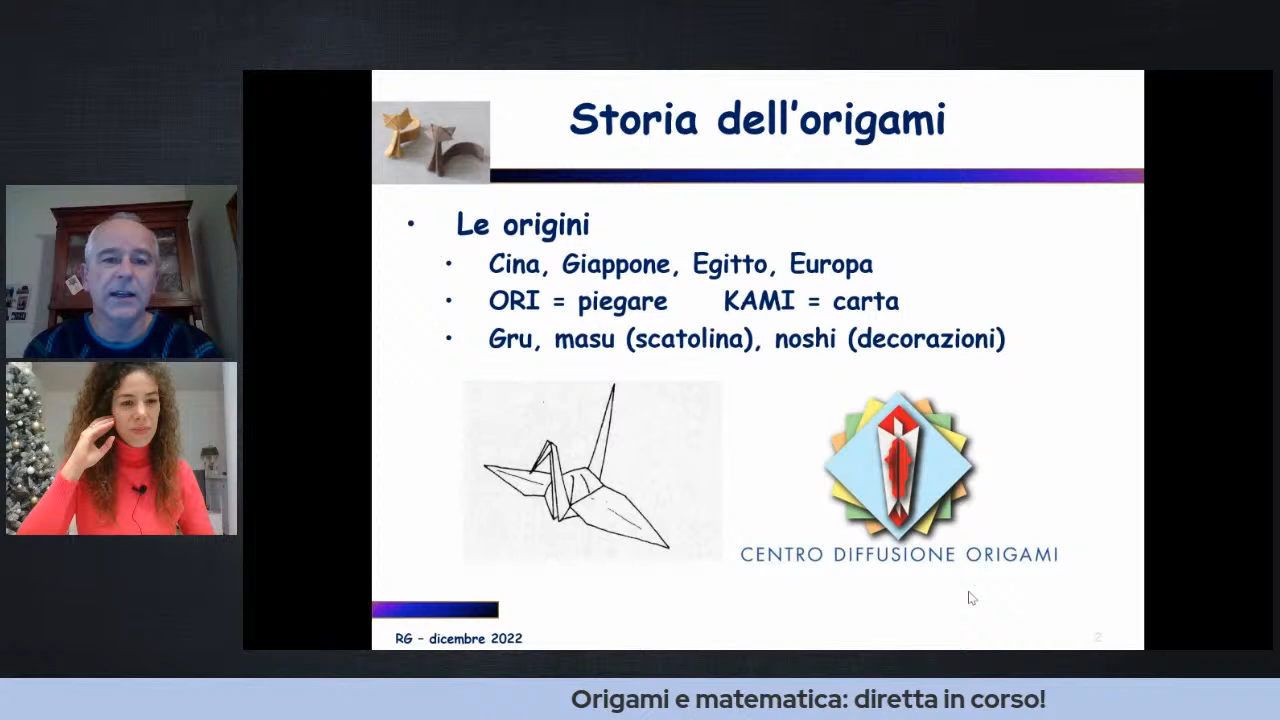 Storia dell'origami
• Le origini
• Cina, Giappone, Egitto, Europa
• ORI = piegare KAMI = carta
• Gru, masu (scatolina), noshi (decorazioni)
CENTRO DIFFUSIONE ORIGAMI
RG – dicembre 2022
2
Origami e matematica: diretta in corso!